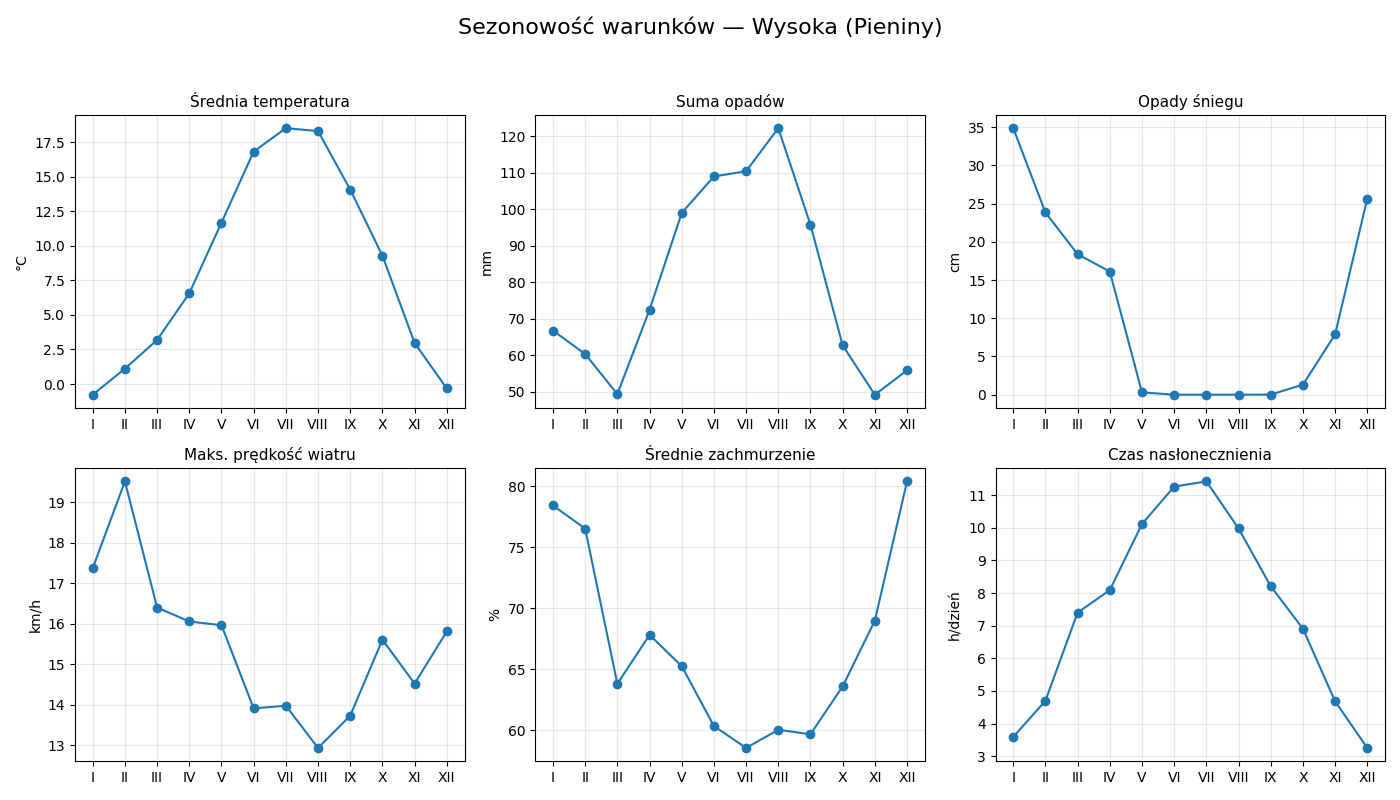 Sezonowość warunków — Wysoka (Pieniny)
Średnia temperatura
°C
17.5
15.0
12.5
10.0
7.5
5.0
2.5
0.0
I II III IV V VI VII VIII IX X XI XII
Suma opadów
mm
120
110
100
90
80
70
60
50
I II III IV V VI VII VIII IX X XI XII
Opady śniegu
cm
35
30
25
20
15
10
5
0
I II III IV V VI VII VIII IX X XI XII
Maks. prędkość wiatru
km/h
19
18
17
16
15
14
13
I II III IV V VI VII VIII IX X XI XII
Średnie zachmurzenie
%
80
75
70
65
60
I II III IV V VI VII VIII IX X XI XII
Czas nasłonecznienia
h/dzień
11
10
9
8
7
6
5
4
3
I II III IV V VI VII VIII IX X XI XII